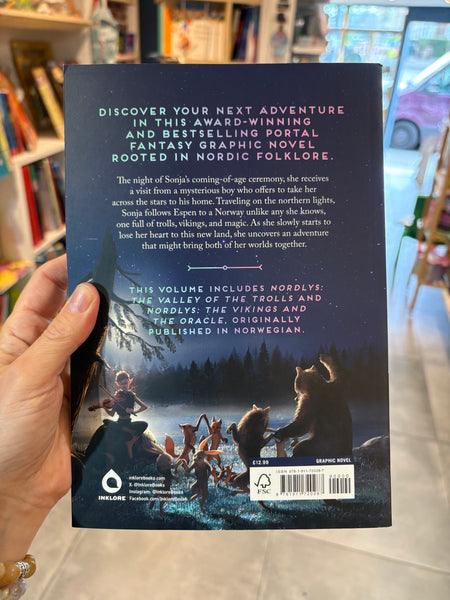 DISCOVER YOUR NEXT ADVENTURE
IN THIS AWARD-WINNING
AND BESTSELLING PORTAL
FANTASY GRAPHIC NOVEL
ROOTED IN NORDIC FOLKLORE.
The night of Sonja's coming-of-age ceremony, she receives
a visit from a mysterious boy who offers to take her
across the stars to his home. Traveling on the northern lights,
Sonja follows Espen to a Norway unlike any she knows,
one full of trolls, vikings, and magic. As she slowly starts to
lose her heart to this new land, she uncovers an adventure
that might bring both of her worlds together.
THIS VOLUME INCLUDES NORDLYS:
THE VALLEY OF THE TROLLS AND
NORDLYS: THE VIKINGS AND
THE ORACLE, ORIGINALLY
PUBLISHED IN NORWEGIAN.
INKLORE
inklorebooks.com
X: @InkloreBooks
Instagram: @InkloreBooks
Facebook.com/inklorebooks
£12.99
GRAPHIC NOVEL
FSC